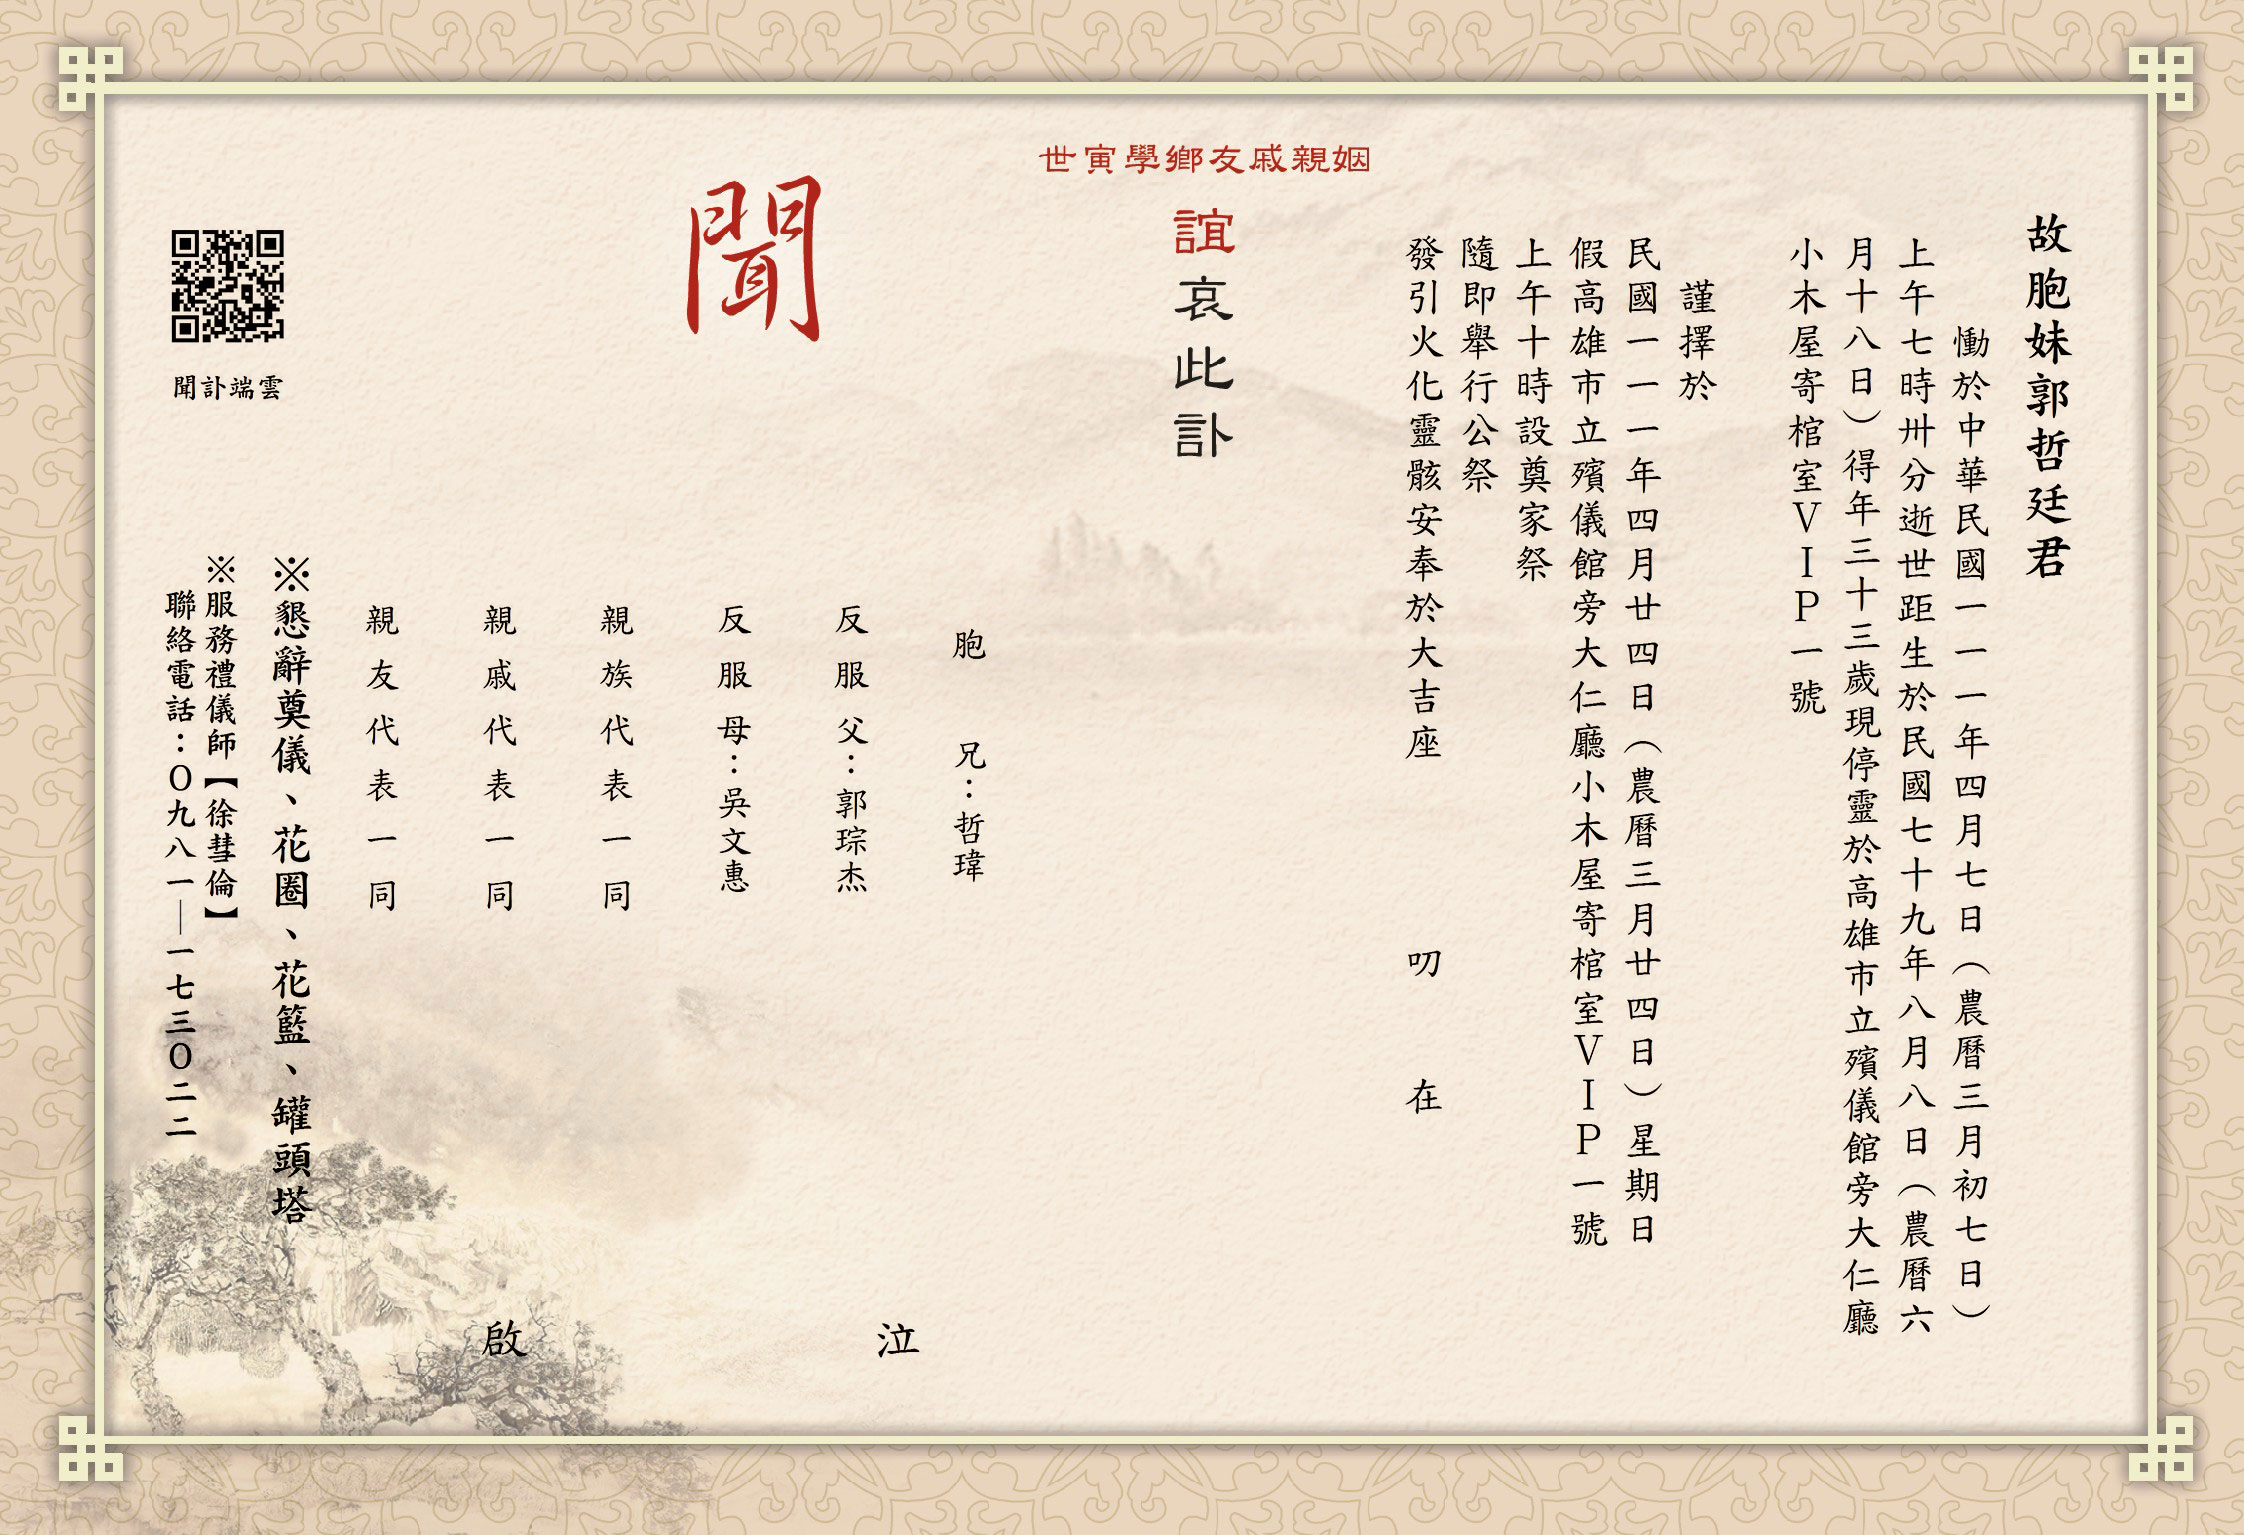 故胞妹郭哲廷君
慟於中華民國一一一年四月七日（農曆三月初七日）
上午七時卅分逝世距生於民國七十九年八月八日（農曆六
月十八日）得年三十三歲現停靈於高雄市立殯儀館旁大仁廳
小木屋寄棺室ＶＩＰ一號
謹擇於
民國一一一年四月廿四日（農曆三月廿四日）星期日
假高雄市立殯儀館旁大仁廳小木屋寄棺室ＶＩＰ一號
上午十時設奠家祭
隨即舉行公祭
發引火化靈骸安奉於大吉座　叨　在
姻親戚友鄉學寅世
誼哀此訃
聞
胞　兄：哲瑋
反服父：郭琮杰
反服母：吳文惠
親族代表一同
親戚代表一同
親友代表一同
泣　啟
※懇辭奠儀、花圈、花籃、罐頭塔
※服務禮儀師【徐彗倫】
聯絡電話：０九八一—一七三０二二
雲端訃聞